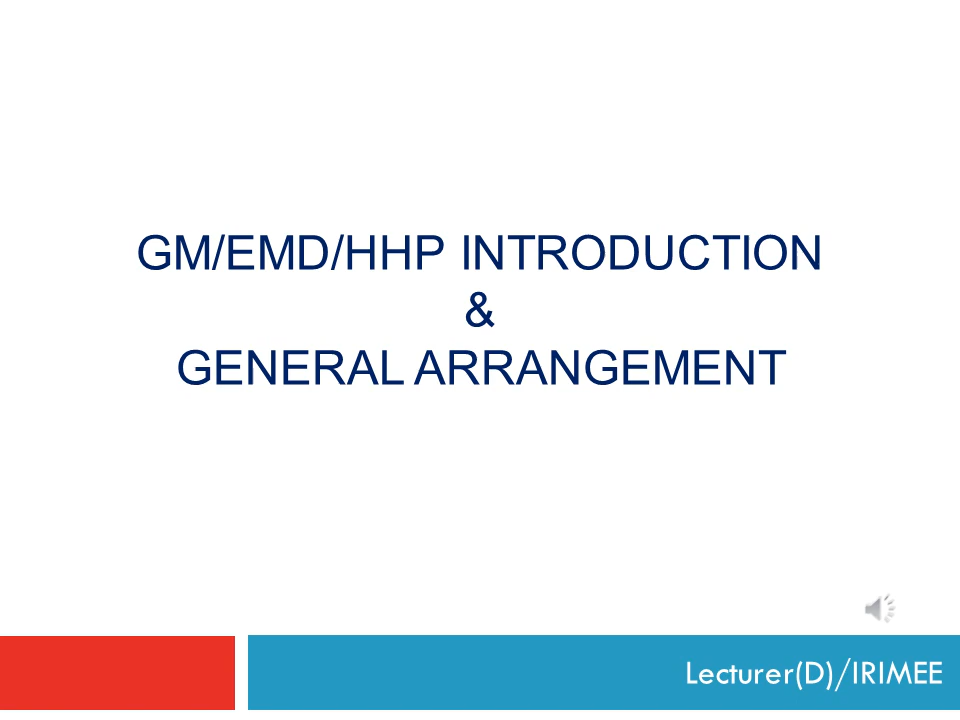 GM/EMD/HHP INTRODUCTION
&
GENERAL ARRANGEMENT
Lecturer(D)/IRIMEE